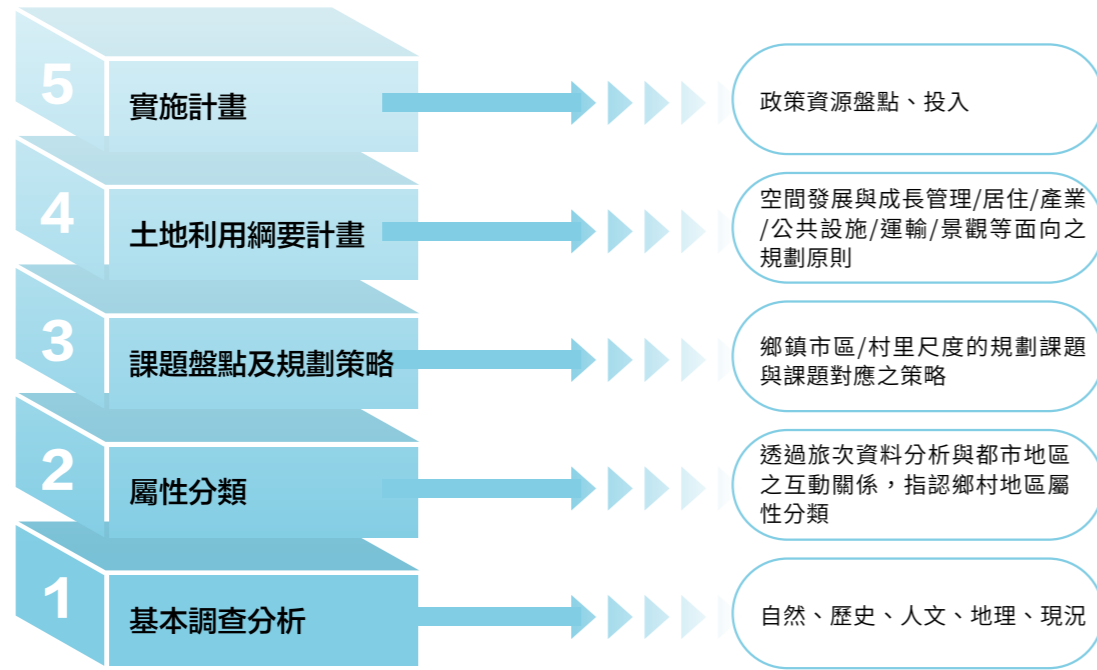 5
實施計畫
政策資源盤點、投入
4
土地利用綱要計畫
空間發展與成長管理/居住/產業
/公共設施/運輸/景觀等面向之
規劃原則
3
課題盤點及規劃策略
鄉鎮市區/村里尺度的規劃課題
與課題對應之策略
2
屬性分類
透過旅次資料分析與都市地區
之互動關係，指認鄉村地區屬
性分類
1
基本調查分析
自然、歷史、人文、地理、現況